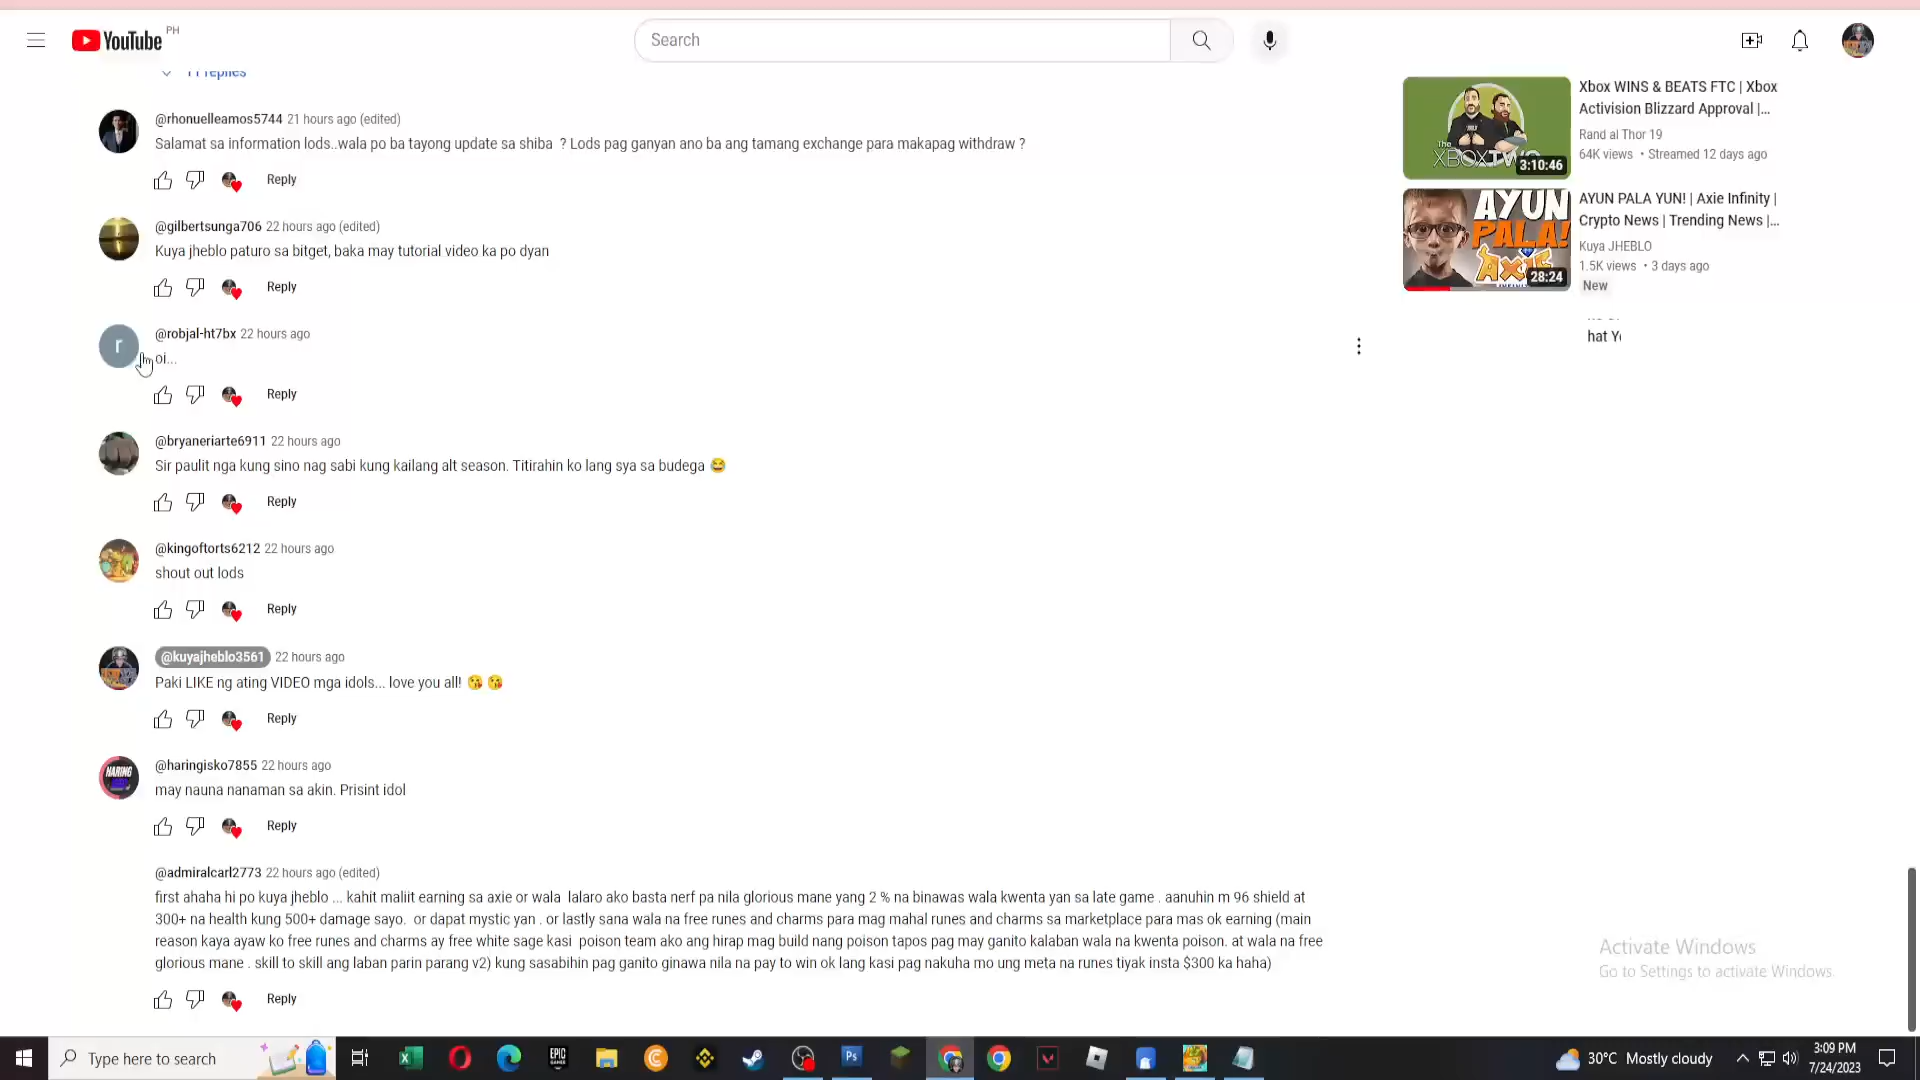 YouTube PH
Search
11 replies
@rhonuelleamos5744 21 hours ago (edited)
Salamat sa information lods..wala po ba tayong update sa shiba ? Lods pag ganyan ano ba ang tamang exchange para makapag withdraw ?
Reply
@gilbertsunga706 22 hours ago (edited)
Kuya jheblo paturo sa bitget, baka may tutorial video ka po dyan
Reply
r
@robjal-ht7bx 22 hours ago
oi...
Reply
@bryaneriarte6911 22 hours ago
Sir paulit nga kung sino nag sabi kung kailang alt season. Titirahin ko lang sya sa budega 😂
Reply
@kingoftorts6212 22 hours ago
shout out lods
Reply
@kuyajheblo3561 22 hours ago
Paki LIKE ng ating VIDEO mga idols... love you all! 😘 😘
Reply
HARING
@haringisko7855 22 hours ago
may nauna nanaman sa akin. Prisint idol
Reply
@admiralcarl2773 22 hours ago (edited)
first ahaha hi po kuya jheblo ... kahit maliit earning sa axie or wala lalaro ako basta nerf pa nila glorious mane yang 2 % na binawas wala kwenta yan sa late game . aanuhin m 96 shield at
300+ na health kung 500+ damage sayo. or dapat mystic yan . or lastly sana wala na free runes and charms para mag mahal runes and charms sa marketplace para mas ok earning (main
reason kaya ayaw ko free runes and charms ay free white sage kasi poison team ako ang hirap mag build nang poison tapos pag may ganito kalaban wala na kwenta poison. at wala na free
glorious mane . skill to skill ang laban parin parang v2) kung sasabihin pag ganito ginawa nila na pay to win ok lang kasi pag nakuha mo ung meta na runes tiyak insta $300 ka haha)
Reply
The
XBOXTWO
3:10:46
Xbox WINS & BEATS FTC | Xbox
Activision Blizzard Approval |...
Rand al Thor 19
64K views • Streamed 12 days ago
AYUN
PALA!
AXIE
28:24
AYUN PALA YUN! | Axie Infinity |
Crypto News | Trending News |...
Kuya JHEBLO
1.5K views • 3 days ago
New
hat Y
Activate Windows
Go to Settings to activate Windows.
Type here to search
EPIC
GAMES
Ps
30°C Mostly cloudy
3:09 PM
7/24/2023